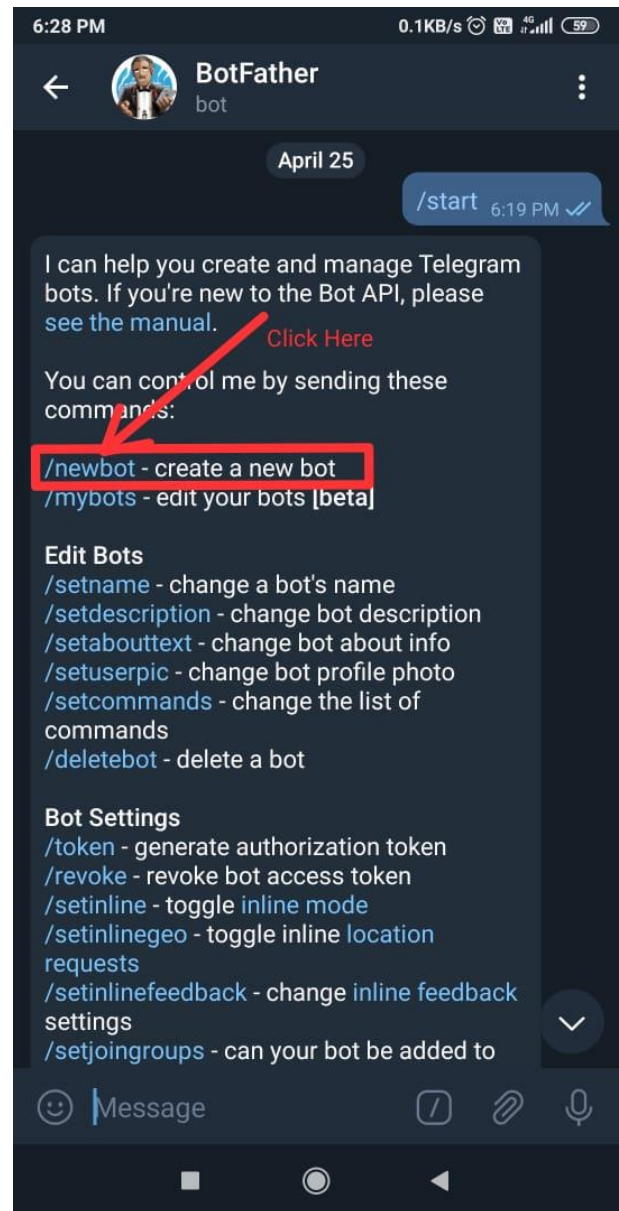 6:28 PM 0.1KB/s Vo LTE 4G 59
BotFather
bot
April 25
/start 6:19 PM
I can help you create and manage Telegram
bots. If you're new to the Bot API, please
see the manual.
Click Here
You can control me by sending these
commands:
/newbot - create a new bot
/mybots - edit your bots [beta]
Edit Bots
/setname - change a bot's name
/setdescription - change bot description
/setabouttext - change bot about info
/setuserpic - change bot profile photo
/setcommands - change the list of
commands
/deletebot - delete a bot
Bot Settings
/token - generate authorization token
/revoke - revoke bot access token
/setinline - toggle inline mode
/setinlinegeo - toggle inline location
requests
/setinlinefeedback - change inline feedback
settings
/setjoingroups - can your bot be added to
Message